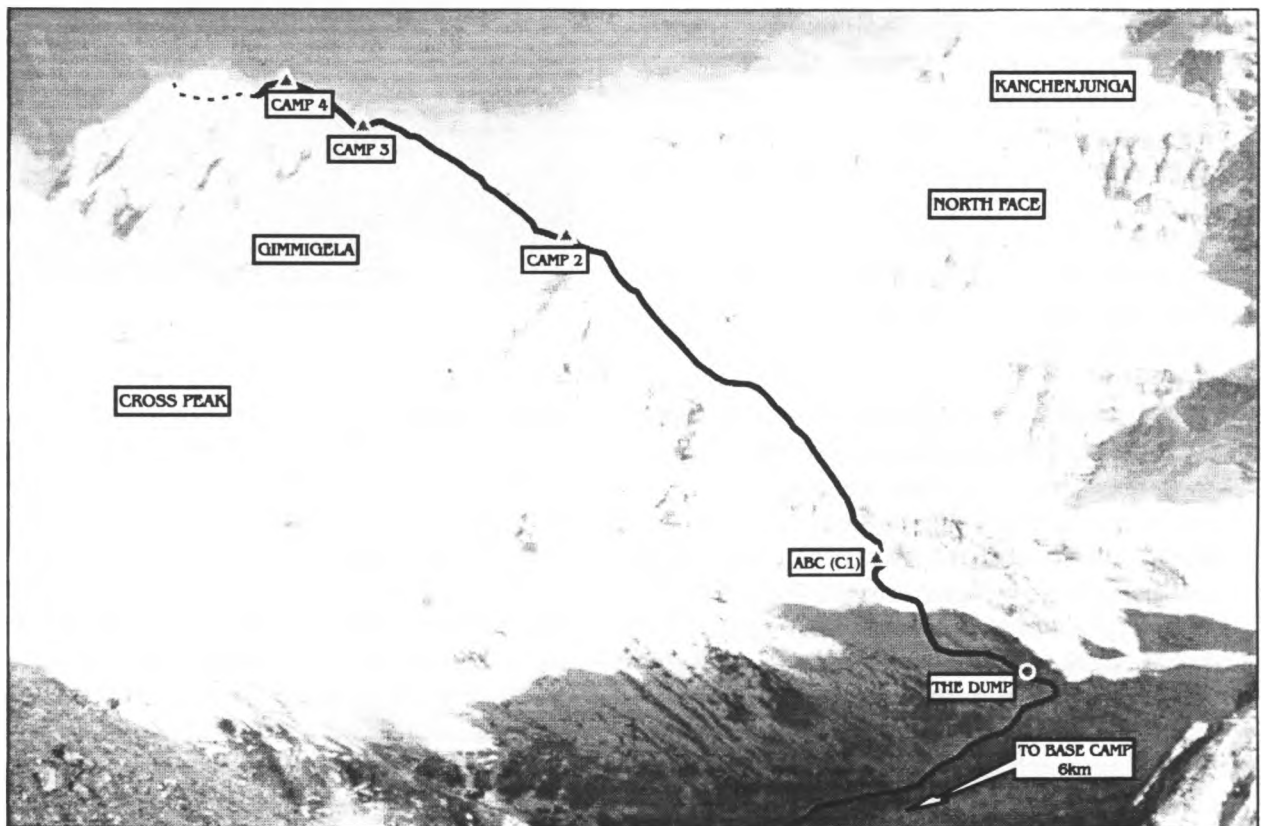 CAMP 4
KANCHENJUNGA
CAMP 3
NORTH FACE
GIMMIGELA
CAMP 2
CROSS PEAK
ABC (C1)
THE DUMP
TO BASE CAMP
6km